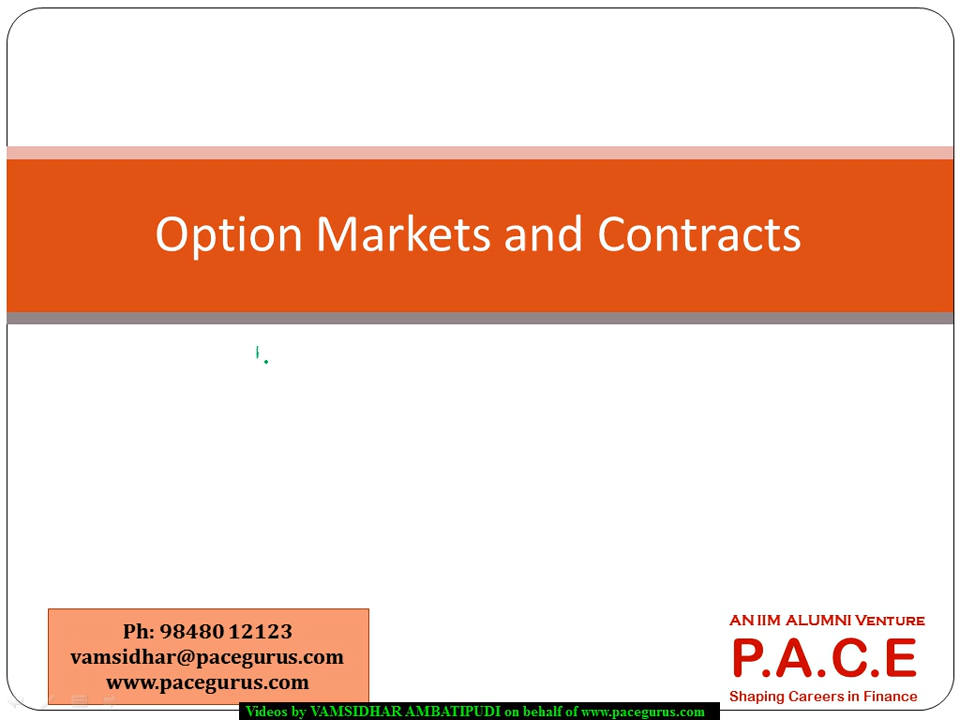 Option Markets and Contracts
Ph: 98480 12123
vamsidhar@pacegurus.com
www.pacegurus.com
AN IIM ALUMNI VENTURE
P.A.C.E
Shaping Careers in Finance
Videos by VAMSIDHAR AMBATIPUDI on behalf of www.pacegurus.com